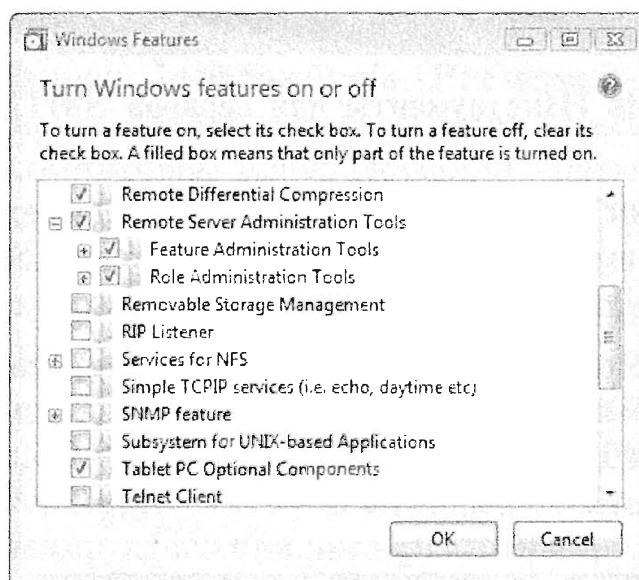 Windows Features
Turn Windows features on or off
To turn a feature on, select its check box. To turn a feature off, clear its
check box. A filled box means that only part of the feature is turned on.
Remote Differential Compression
Remote Server Administration Tools
Feature Administration Tools
Role Administration Tools
Removable Storage Management
RIP Listener
Services for NFS
Simple TCPIP services (i.e. echo, daytime etc)
SNMP feature
Subsystem for UNIX-based Applications
Tablet PC Optional Components
Telnet Client
OK Cancel